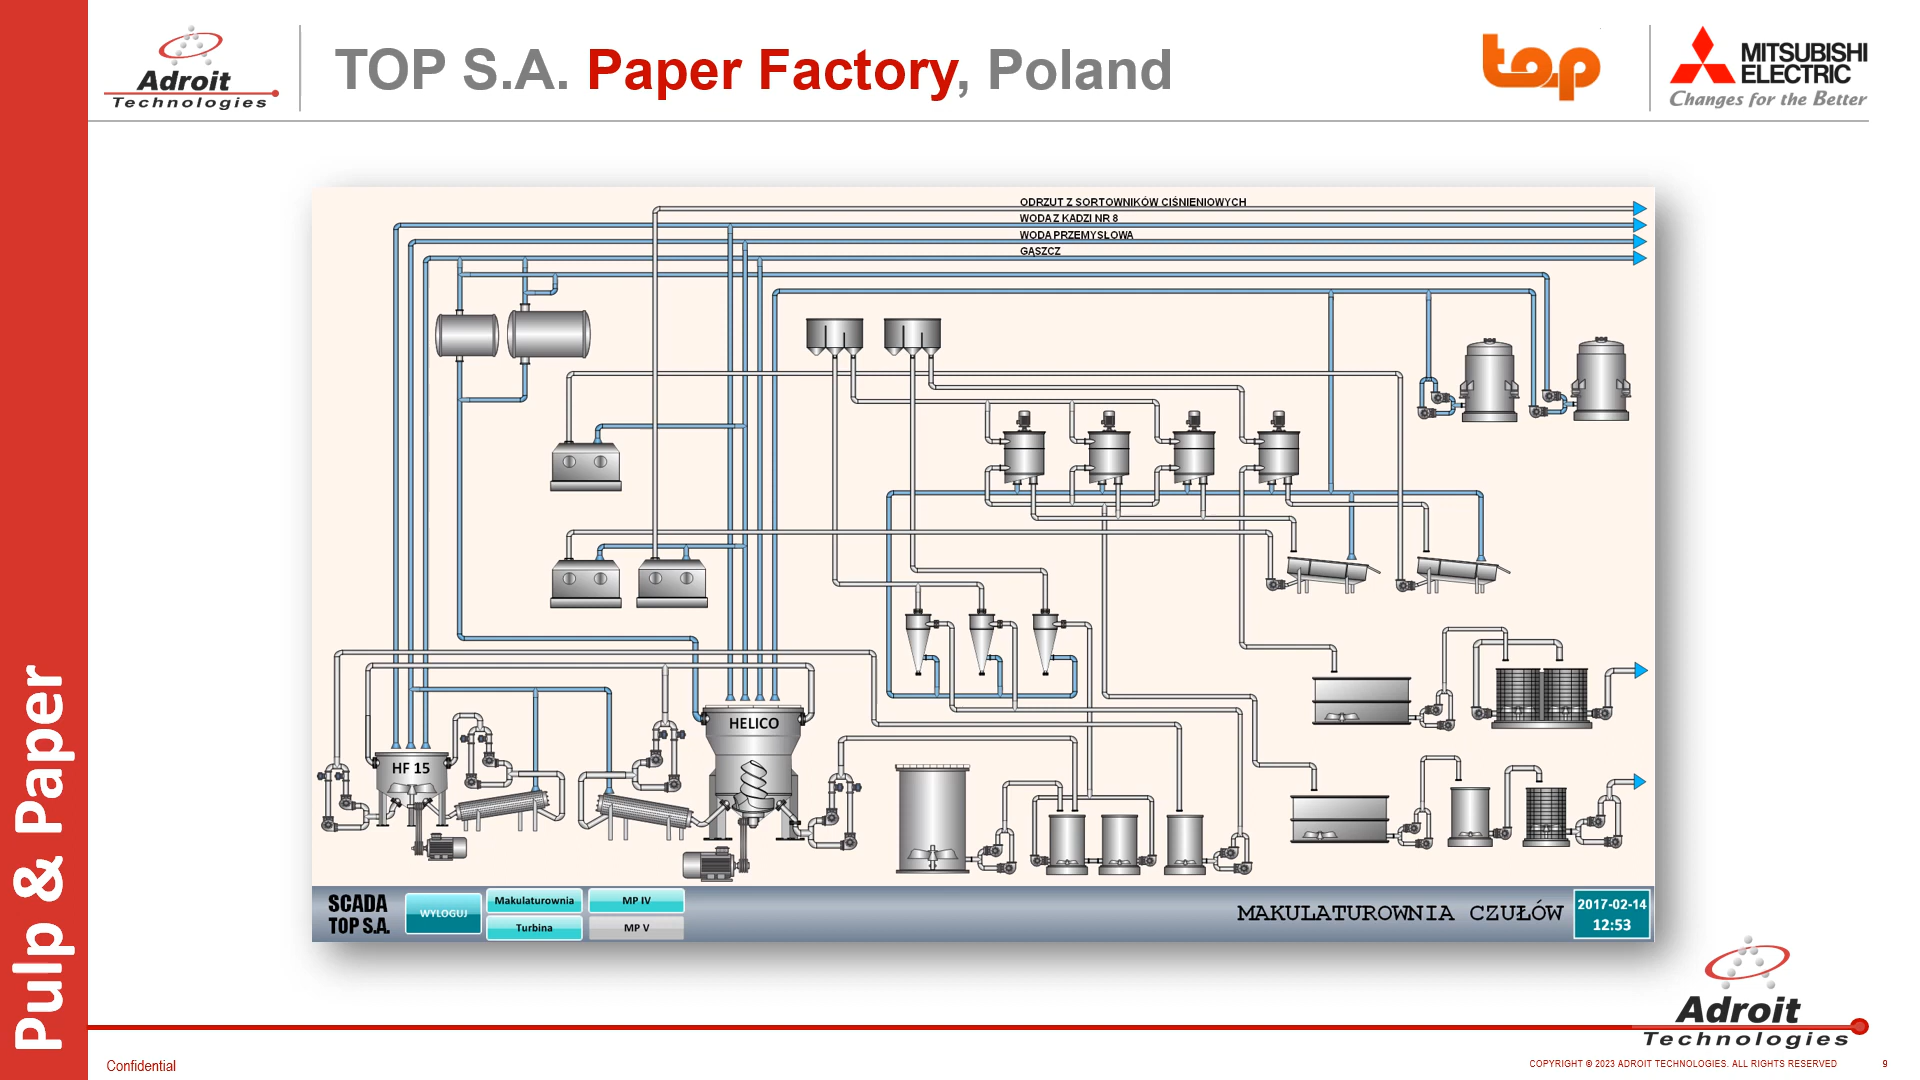 Adroit
Technologies
TOP S.A. Paper Factory, Poland
top
MITSUBISHI
ELECTRIC
Changes for the Better
ODRZUT Z SORTOWNIKÓW CIŚNIENIOWYCH
WODA Z KADZI NR 8
WODA PRZEMYSLOWA
GĄSZCZ
HELICO
HF 15
SCADA
TOP S.A.
WYLOGUJ
Makulaturownia
MP IV
Turbina
MP V
MAKULATUROWNIA CZUŁÓW
2017-02-14
12:53
Pulp & Paper
Adroit
Technologies
Confidential
COPYRIGHT © 2023 ADROIT TECHNOLOGIES. ALL RIGHTS RESERVED
9